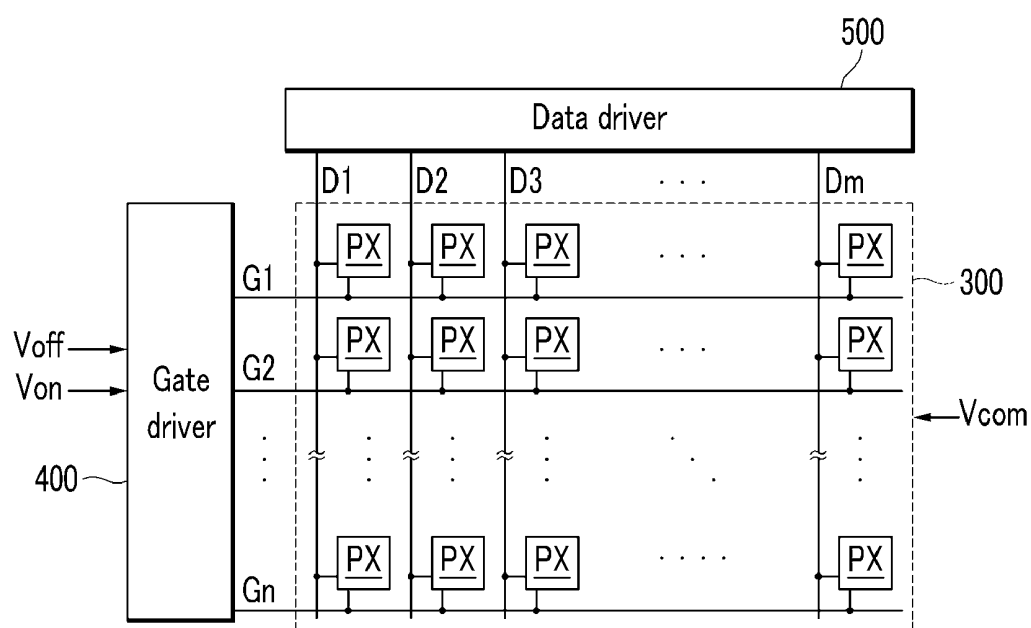 500
Data driver
D1 D2 D3 . . . Dm
PX PX PX . . . PX
G1
300
PX PX PX . . . PX
Voff
Von
G2
Gate
driver
Vcom
400
PX PX PX . . . . PX
Gn